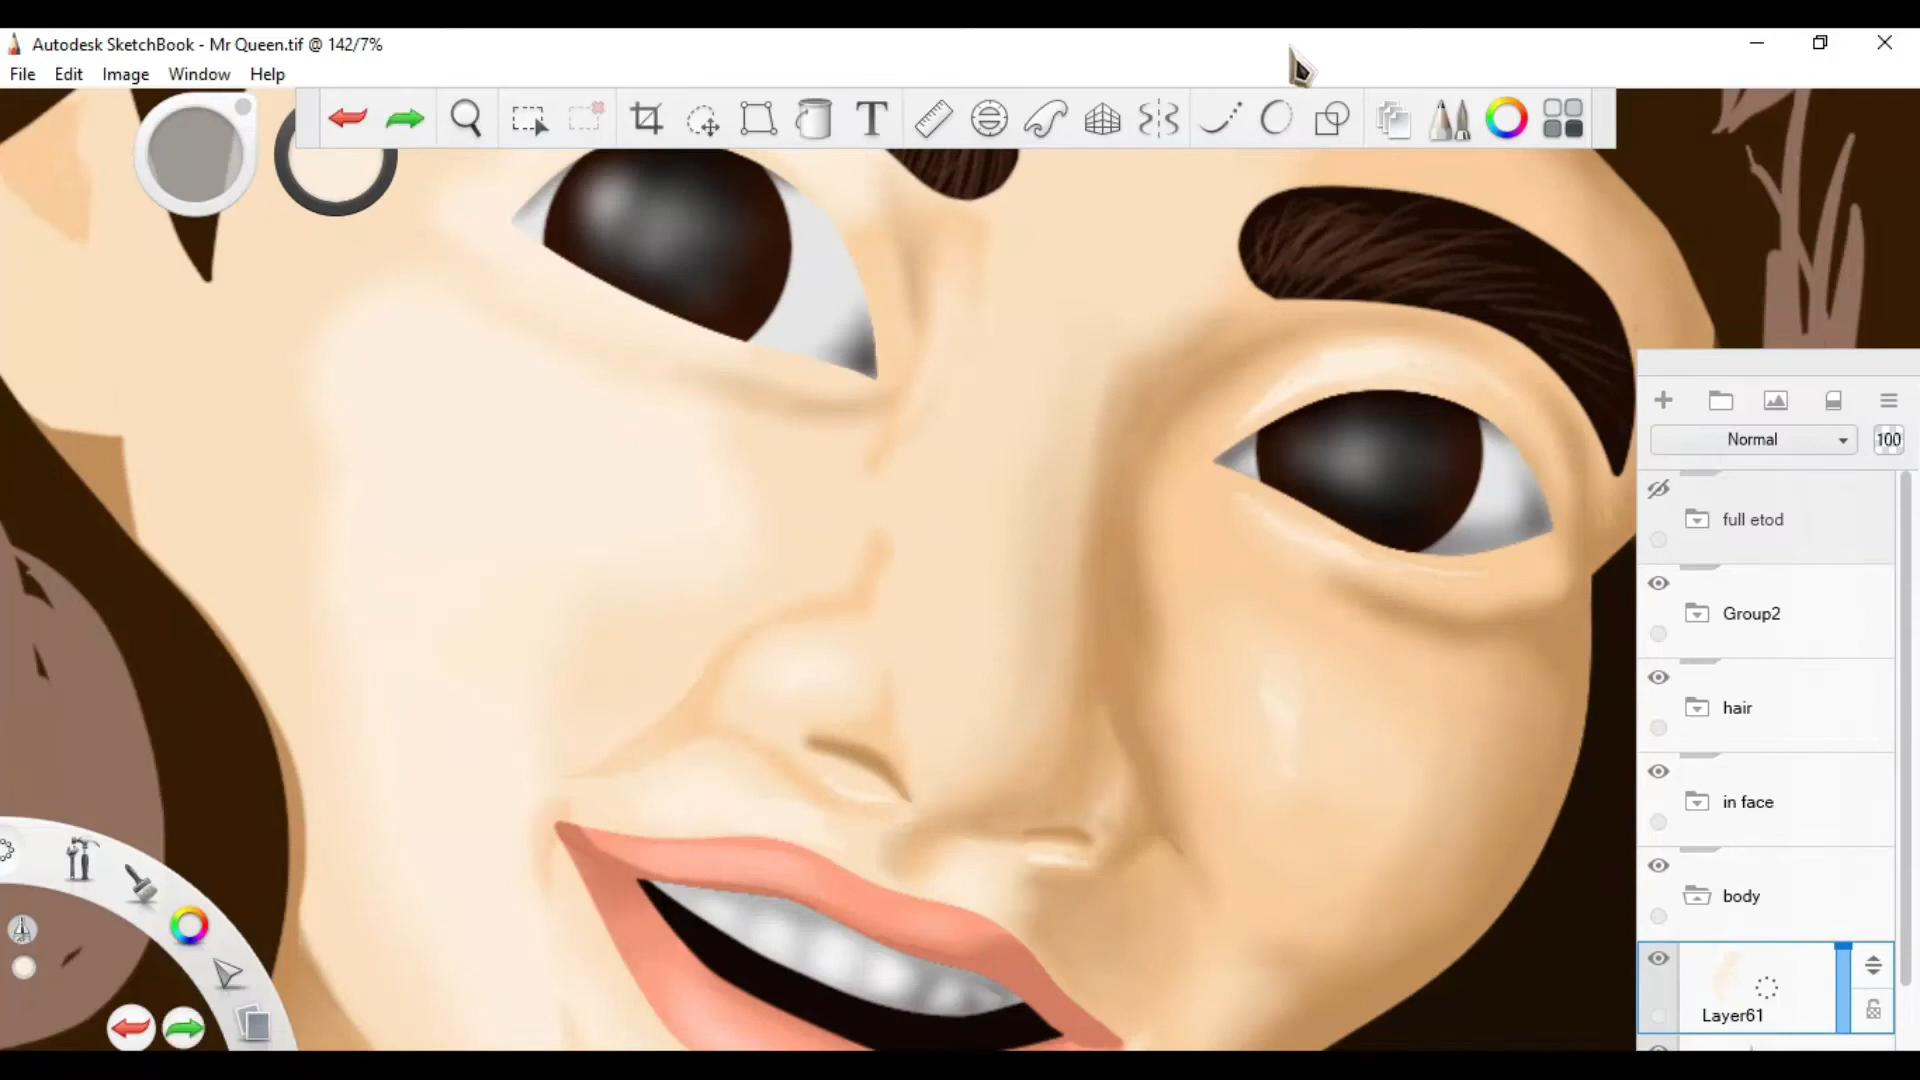 Autodesk SketchBook - Mr Queen.tif @ 142/7%
File Edit Image Window Help
T
Normal 100
full etod
Group2
hair
in face
body
Layer61